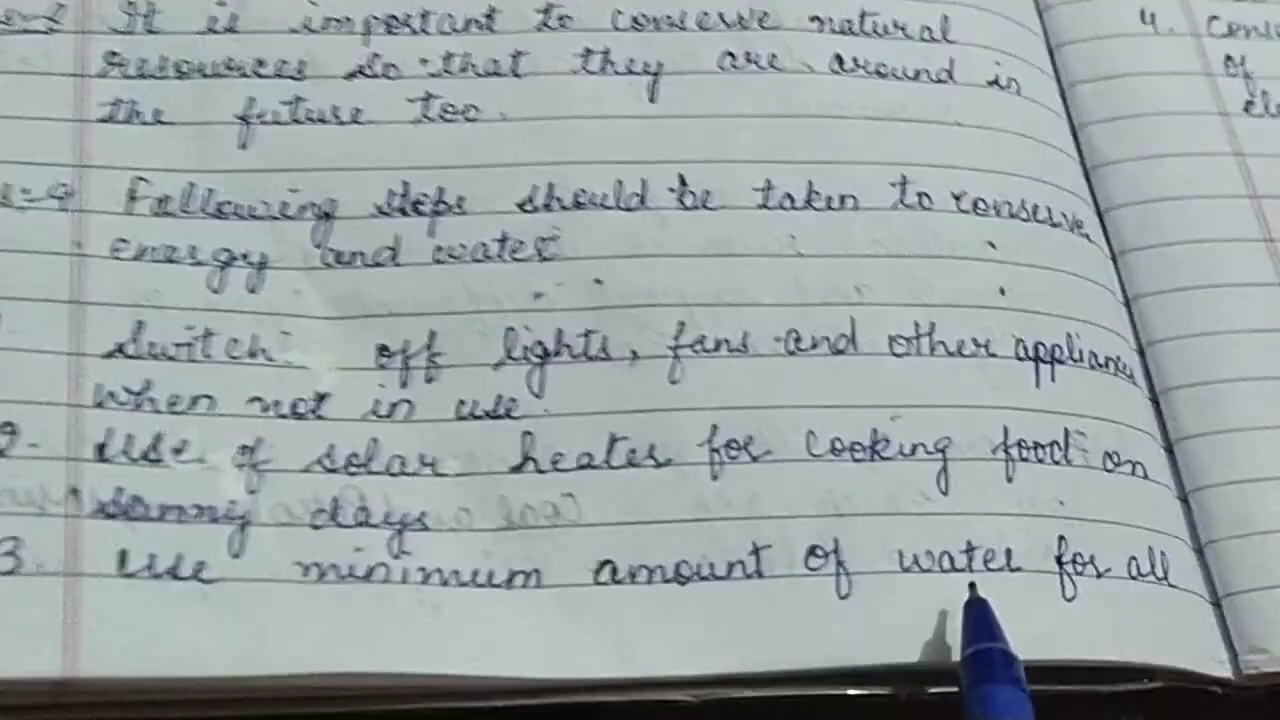 It is important to conserve natural
resources so that they are around in
the future too.
Following steps should be taken to conserve
energy and water
Switch off lights, fans and other appliances
when not in use.
2- Use of solar heater for cooking food on
sunny days
3. Use minimum amount of water for all
4.
of